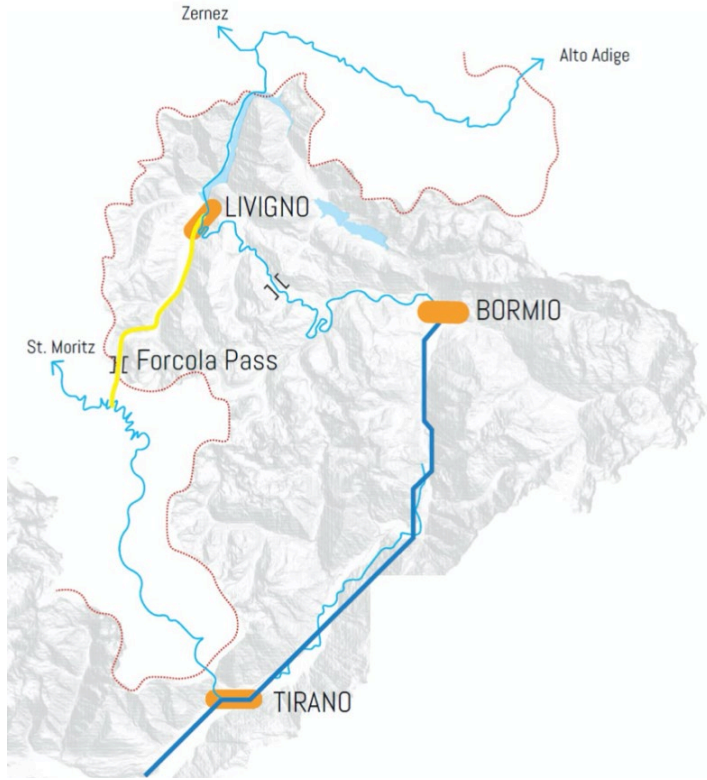 Zernez
Alto Adige
LIVIGNO
BORMIO
St. Moritz
Forcola Pass
TIRANO